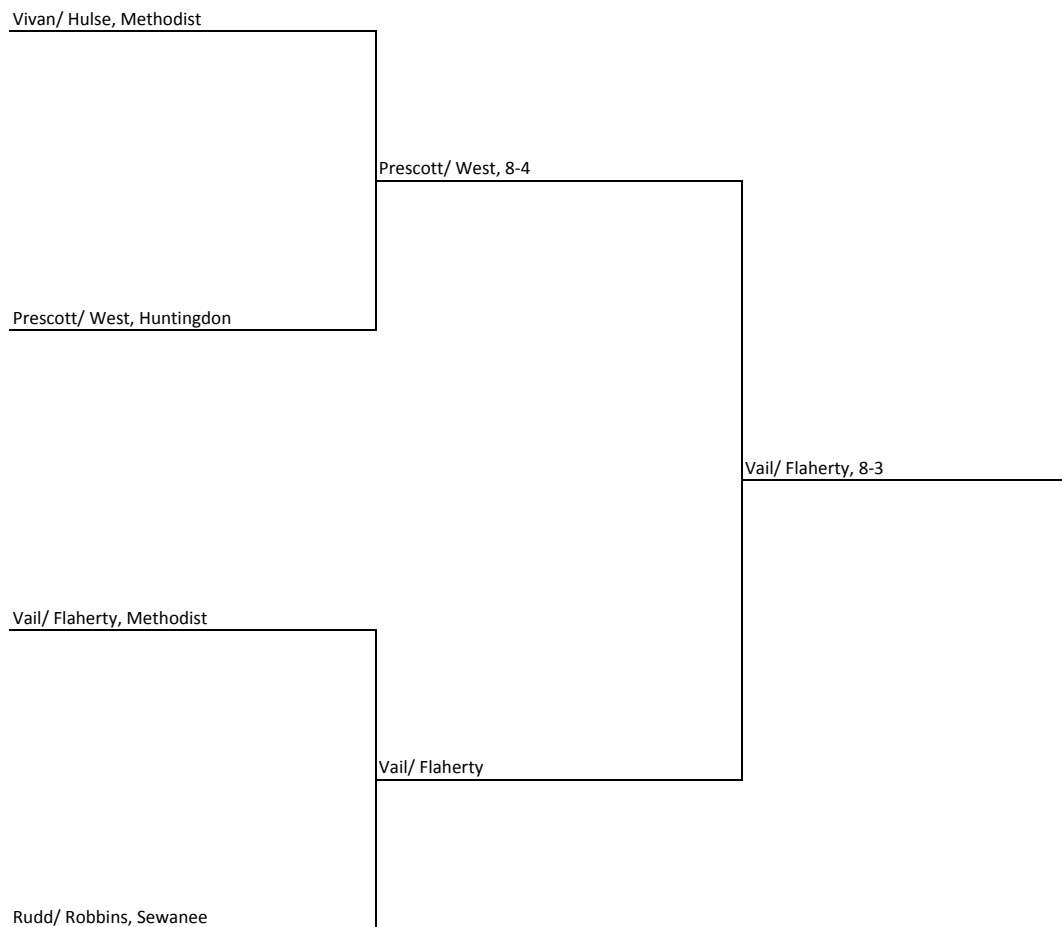 Vivan/ Hulse, Methodist
Prescott/ West, 8-4
Prescott/ West, Huntingdon
Vail/ Flaherty, 8-3
Vail/ Flaherty, Methodist
Vail/ Flaherty
Rudd/ Robbins, Sewanee